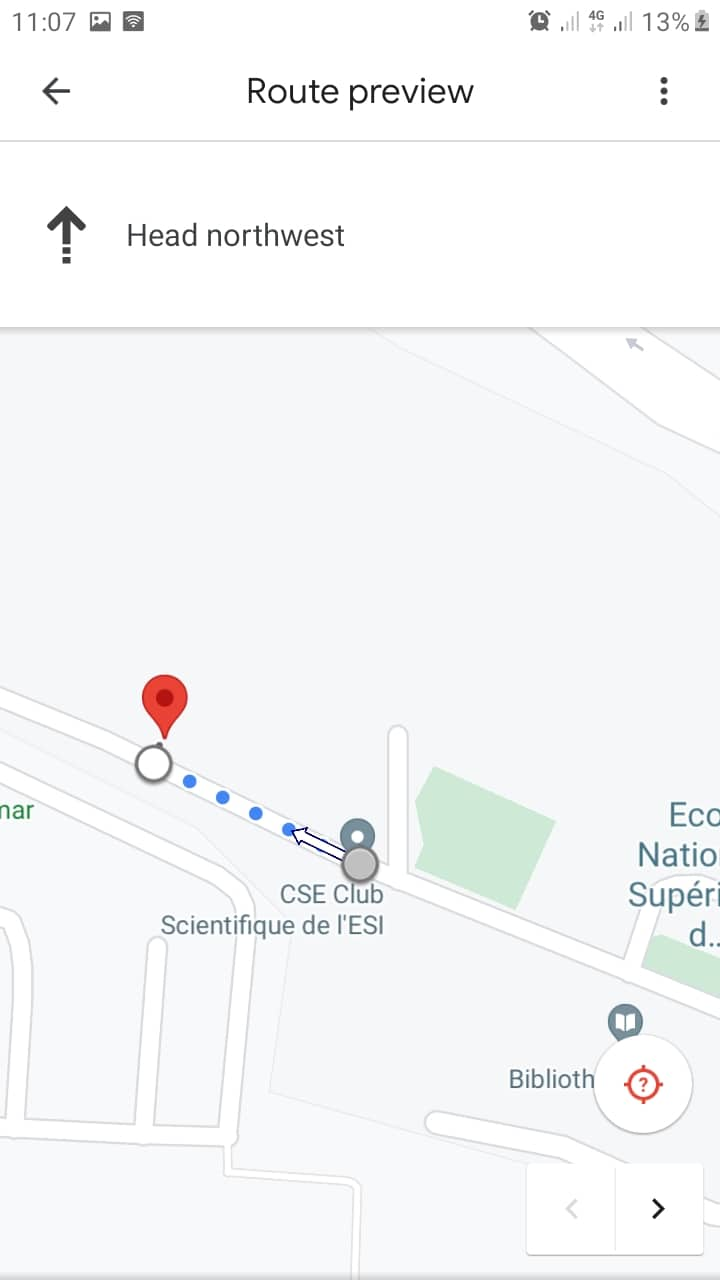 11:07 4G 13%
Route preview
Head northwest
Eco
Natio
Supéri
d..
nar
CSE Club
Scientifique de l'ESI
Biblioth
?